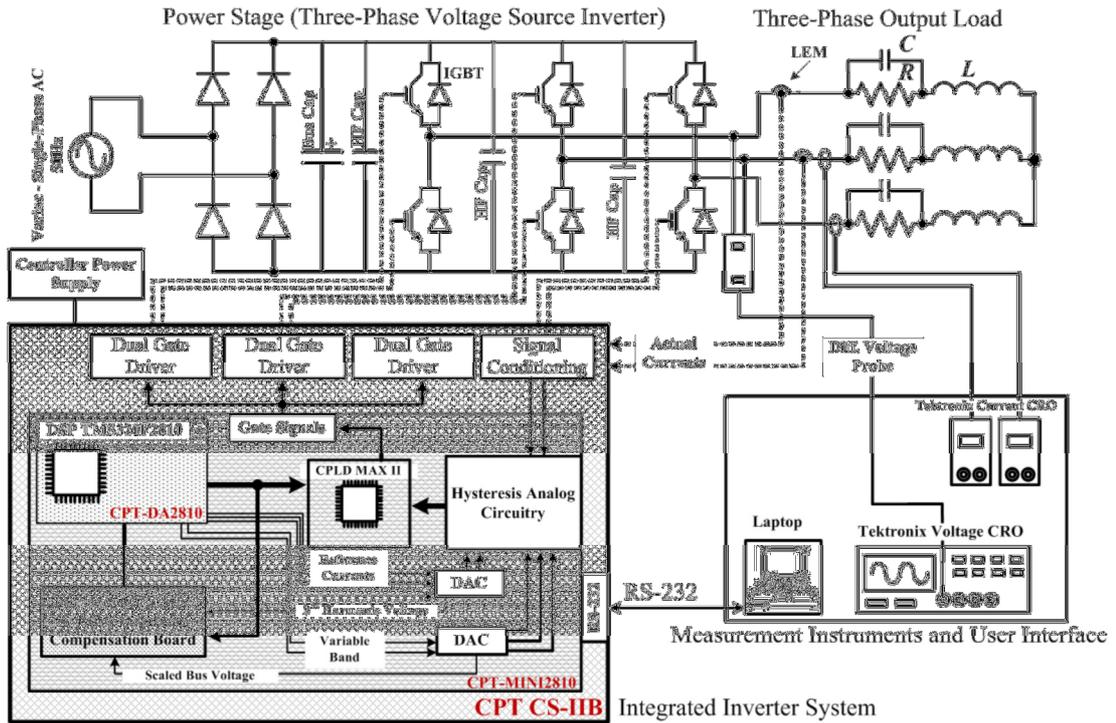 Power Stage (Three-Phase Voltage Source Inverter)
Three-Phase Output Load
LEM
C
R
L
IGBT
Bus Cap
HF Cap
HF Cap
HF Cap
Variac - Single-Phase AC
50Hz
Controller Power
Supply
Dual Gate
Driver
Dual Gate
Driver
Dual Gate
Driver
Signal
Conditioning
Actual
Currents
Voltage
Probe
Tektronix Current CRO
DSP
Gate Signals
CPLD MAX II
Hysteresis Analog
Circuitry
CPT-DA2810
Laptop
Tektronix Voltage CRO
Reference
Currents
DAC
RS-232
RS-232
Harmonic Voltage
Compensation Board
Variable
Band
DAC
Measurement Instruments and User Interface
Scaled Bus Voltage
CPT-MINI2810
CPT CS-IIB
Integrated Inverter System